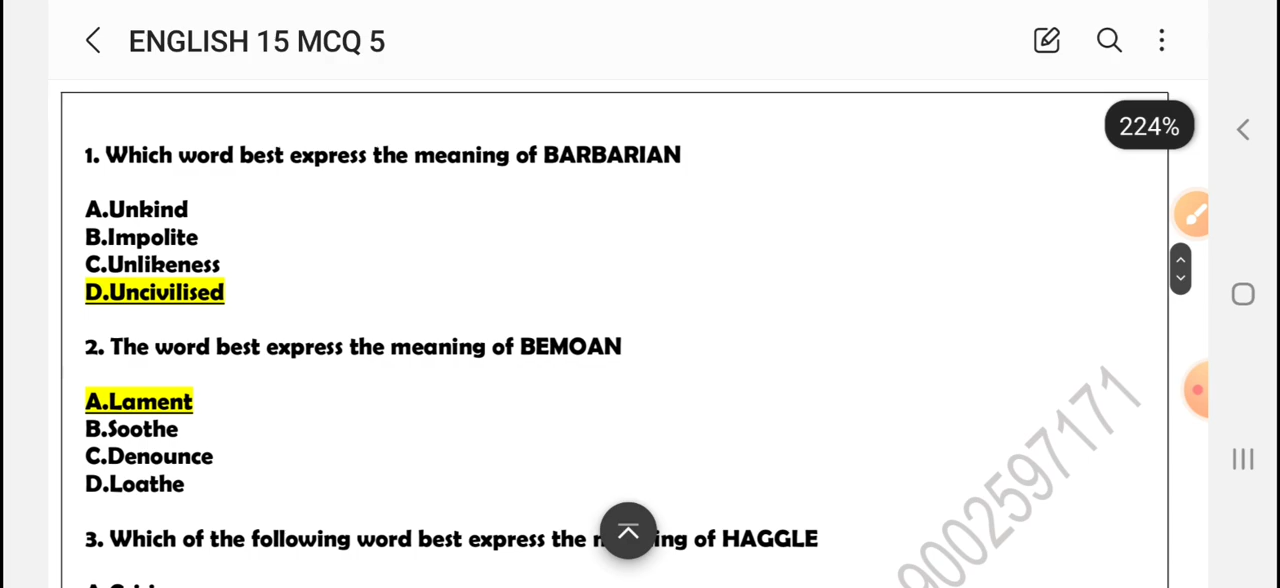 ENGLISH 15 MCQ 5
224%
1. Which word best express the meaning of BARBARIAN
A.Unkind
B.Impolite
C.Unlikeness
D.Uncivilised
2. The word best express the meaning of BEMOAN
A.Lament
B.Soothe
C.Denounce
D.Loathe
3. Which of the following word best express the of HAGGLE
9002597171